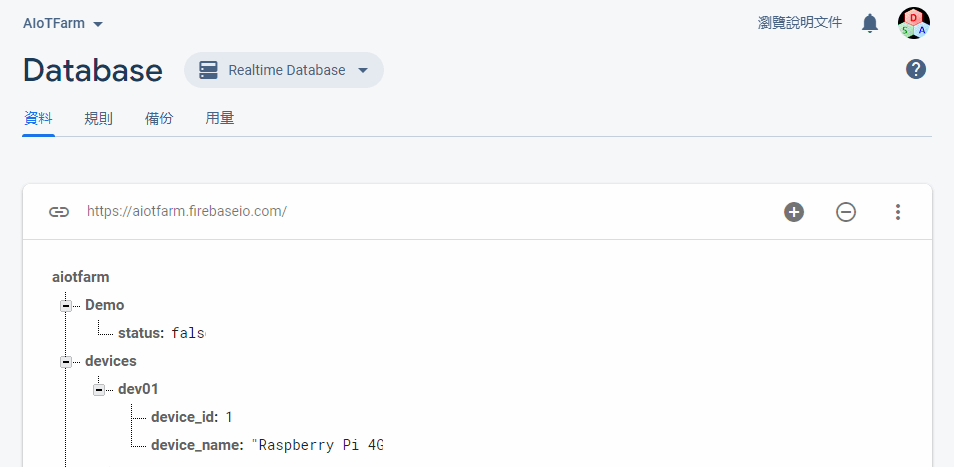 AIoTFarm
瀏覽說明文件
D
S A
Database
Realtime Database
資料 規則 備份 用量
https://aiotfarm.firebaseio.com/
aiotfarm
Demo
status: fals
devices
dev01
device_id: 1
device_name: "Raspberry Pi 4G